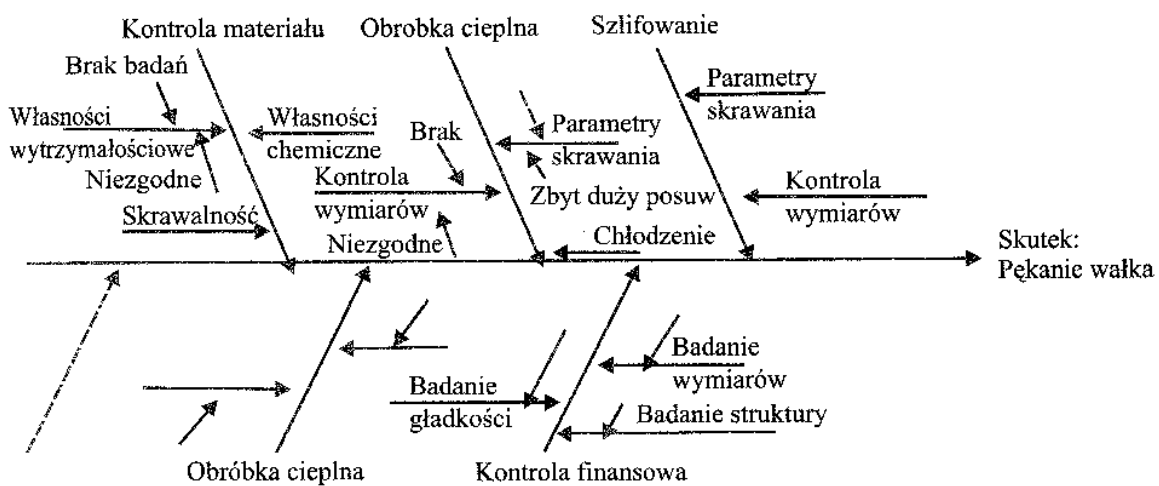 Kontrola materiału
Obrobka cieplna
Szlifowanie
Brak badań
Własności
wytrzymałościowe
Niezgodne
Własności
chemiczne
Skrawalność
Brak
Kontrola
wymiarów
Niezgodne
Parametry
skrawania
Zbyt duży posuw
Chłodzenie
Parametry
skrawania
Kontrola
wymiarów
Skutek:
Pękanie wałka
Badanie
gładkości
Badanie
wymiarów
Badanie struktury
Obróbka cieplna
Kontrola finansowa